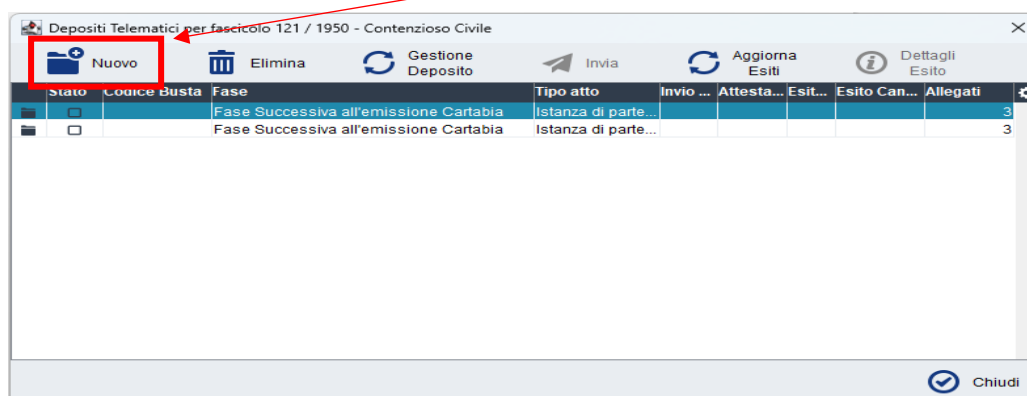 Depositi Telematici per fascicolo 121 / 1950 - Contenzioso Civile
Nuovo Elimina Gestione Deposito Invia Aggiorna Esiti Dettagli Esito
Stato Codice Busta Fase Tipo atto Invio ... Attesta... Esit... Esito Can... Allegati
Fase Successiva all'emissione Cartabia Istanza di parte... 3
Fase Successiva all'emissione Cartabia Istanza di parte... 3
Chiudi